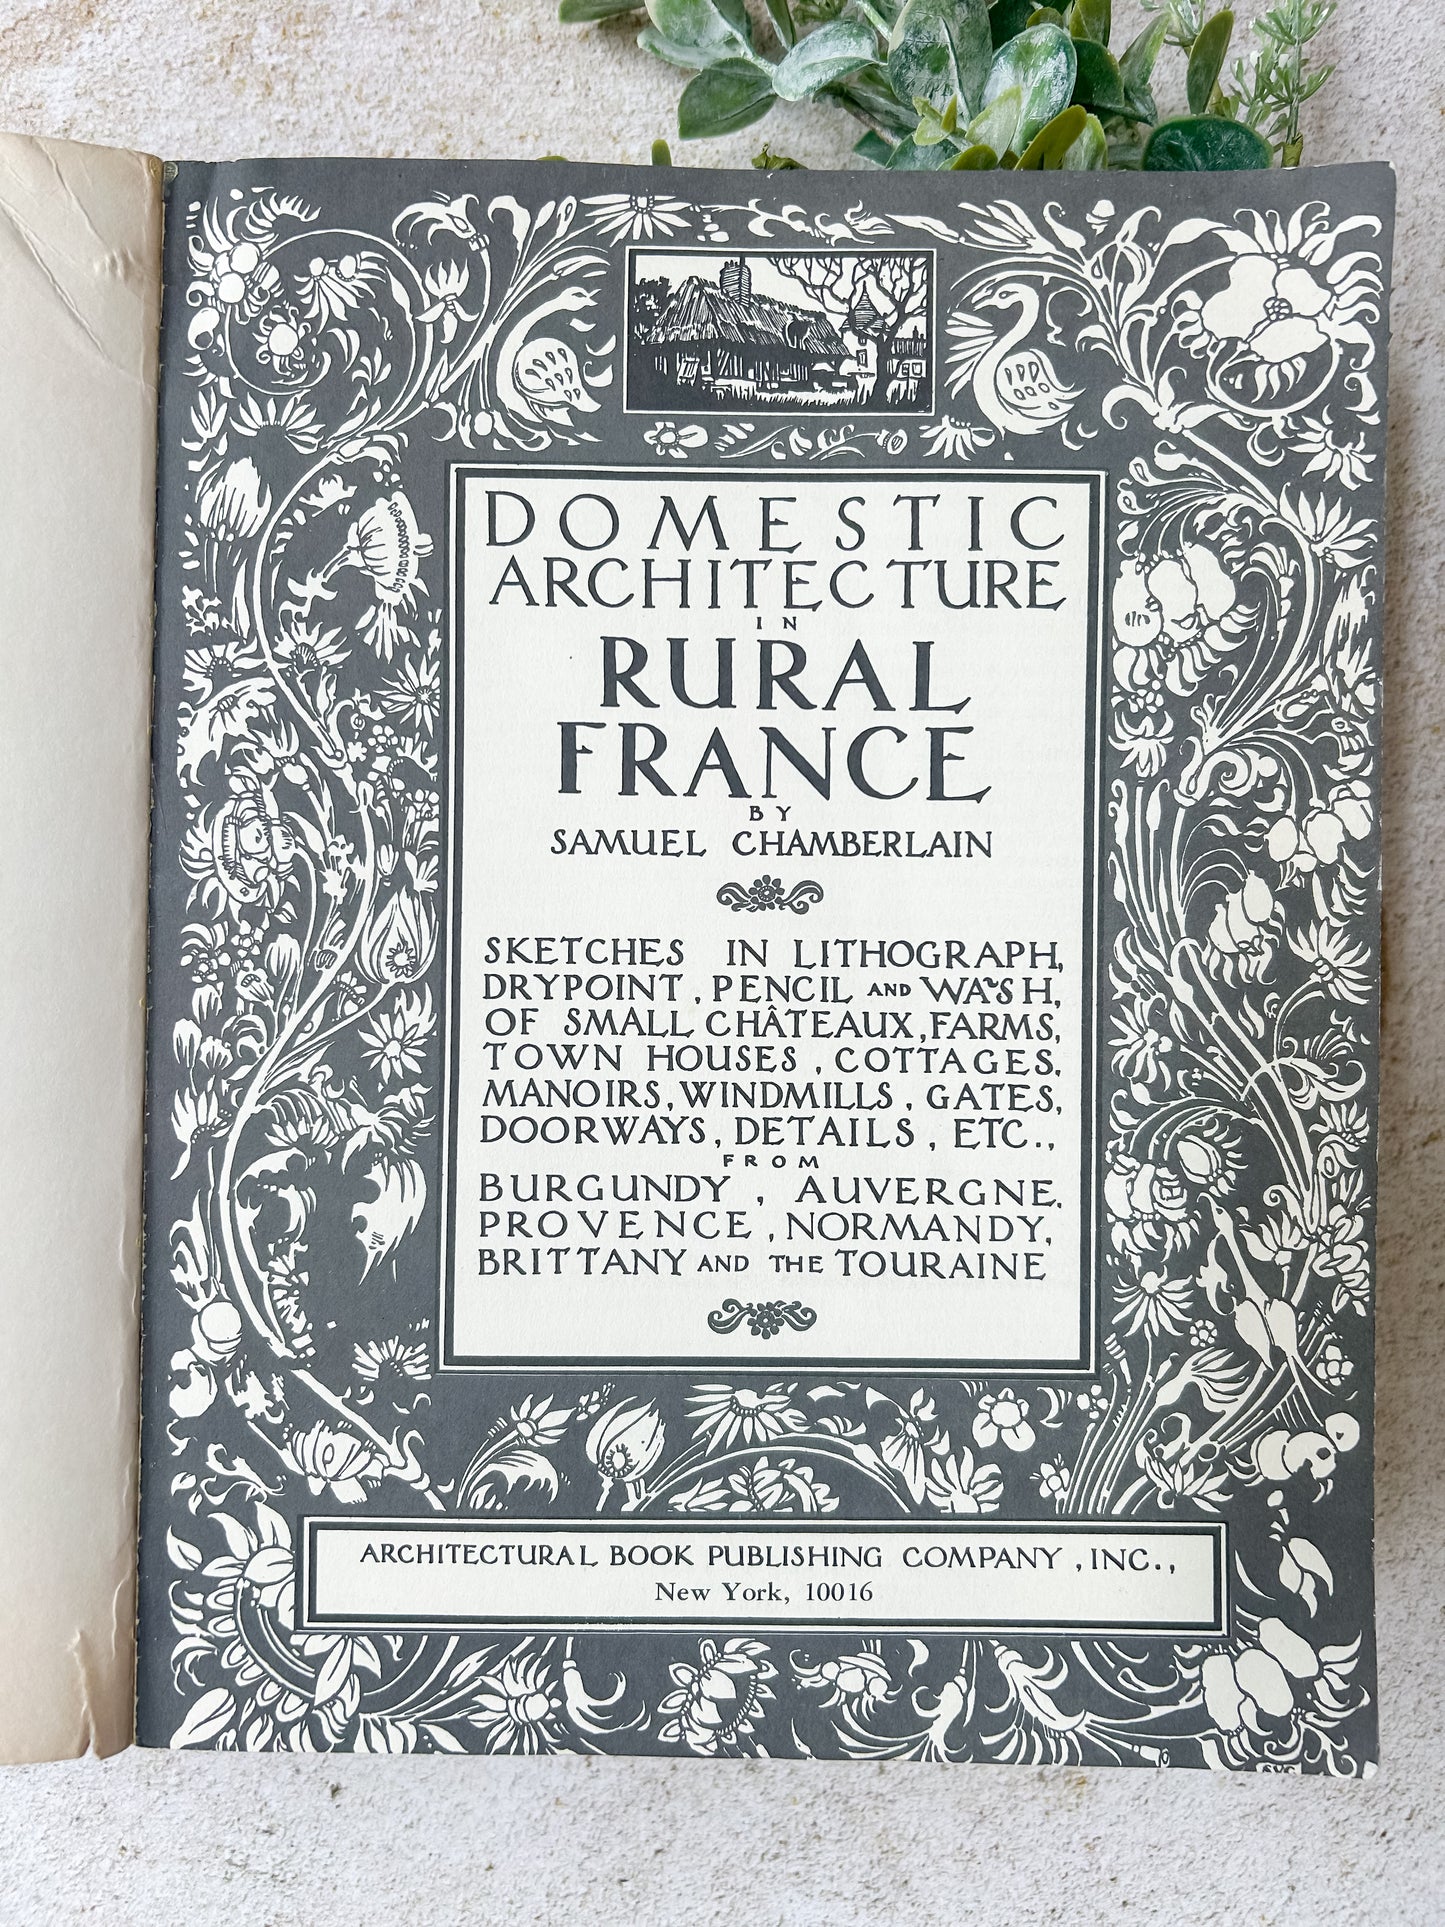 DOMESTIC
ARCHITECTURE
IN
RURAL
FRANCE
BY
SAMUEL CHAMBERLAIN
SKETCHES IN LITHOGRAPH,
DRYPOINT, PENCIL AND WASH,
OF SMALL CHÂTEAUX, FARMS,
TOWN HOUSES, COTTAGES,
MANOIRS, WINDMILLS, GATES,
DOORWAYS, DETAILS, ETC.,
FROM
BURGUNDY, AUVERGNE,
PROVENCE, NORMANDY,
BRITTANY AND THE TOURAINE
ARCHITECTURAL BOOK PUBLISHING COMPANY, INC.,
New York, 10016